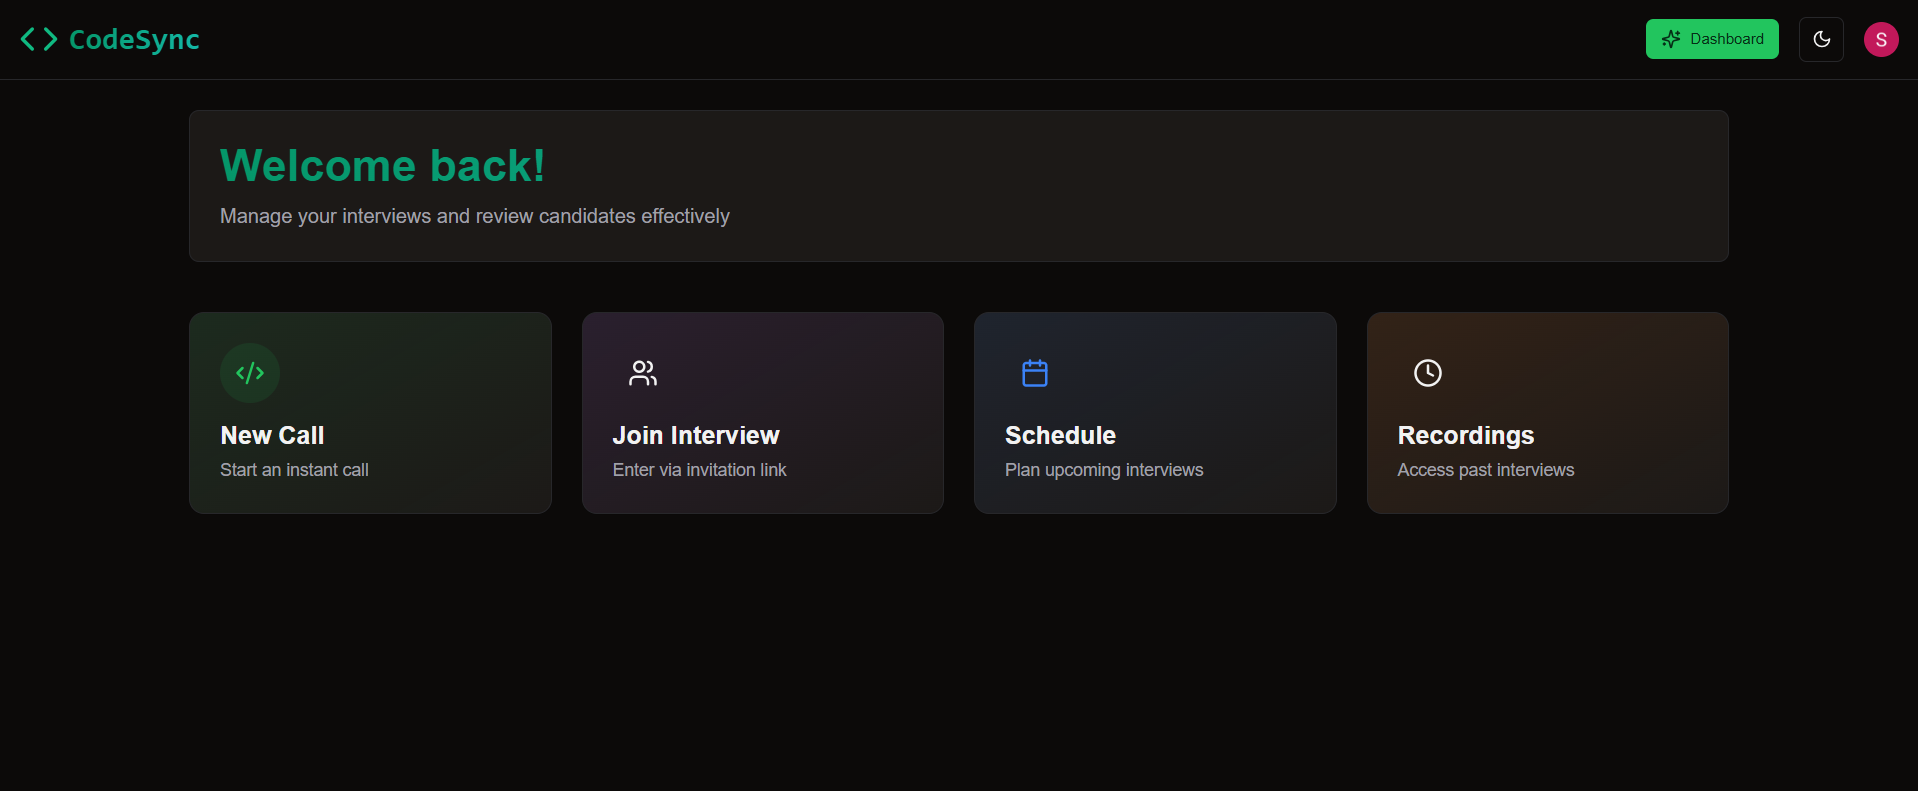 CodeSync
Dashboard
S
Welcome back!
Manage your interviews and review candidates effectively
New Call
Start an instant call
Join Interview
Enter via invitation link
Schedule
Plan upcoming interviews
Recordings
Access past interviews